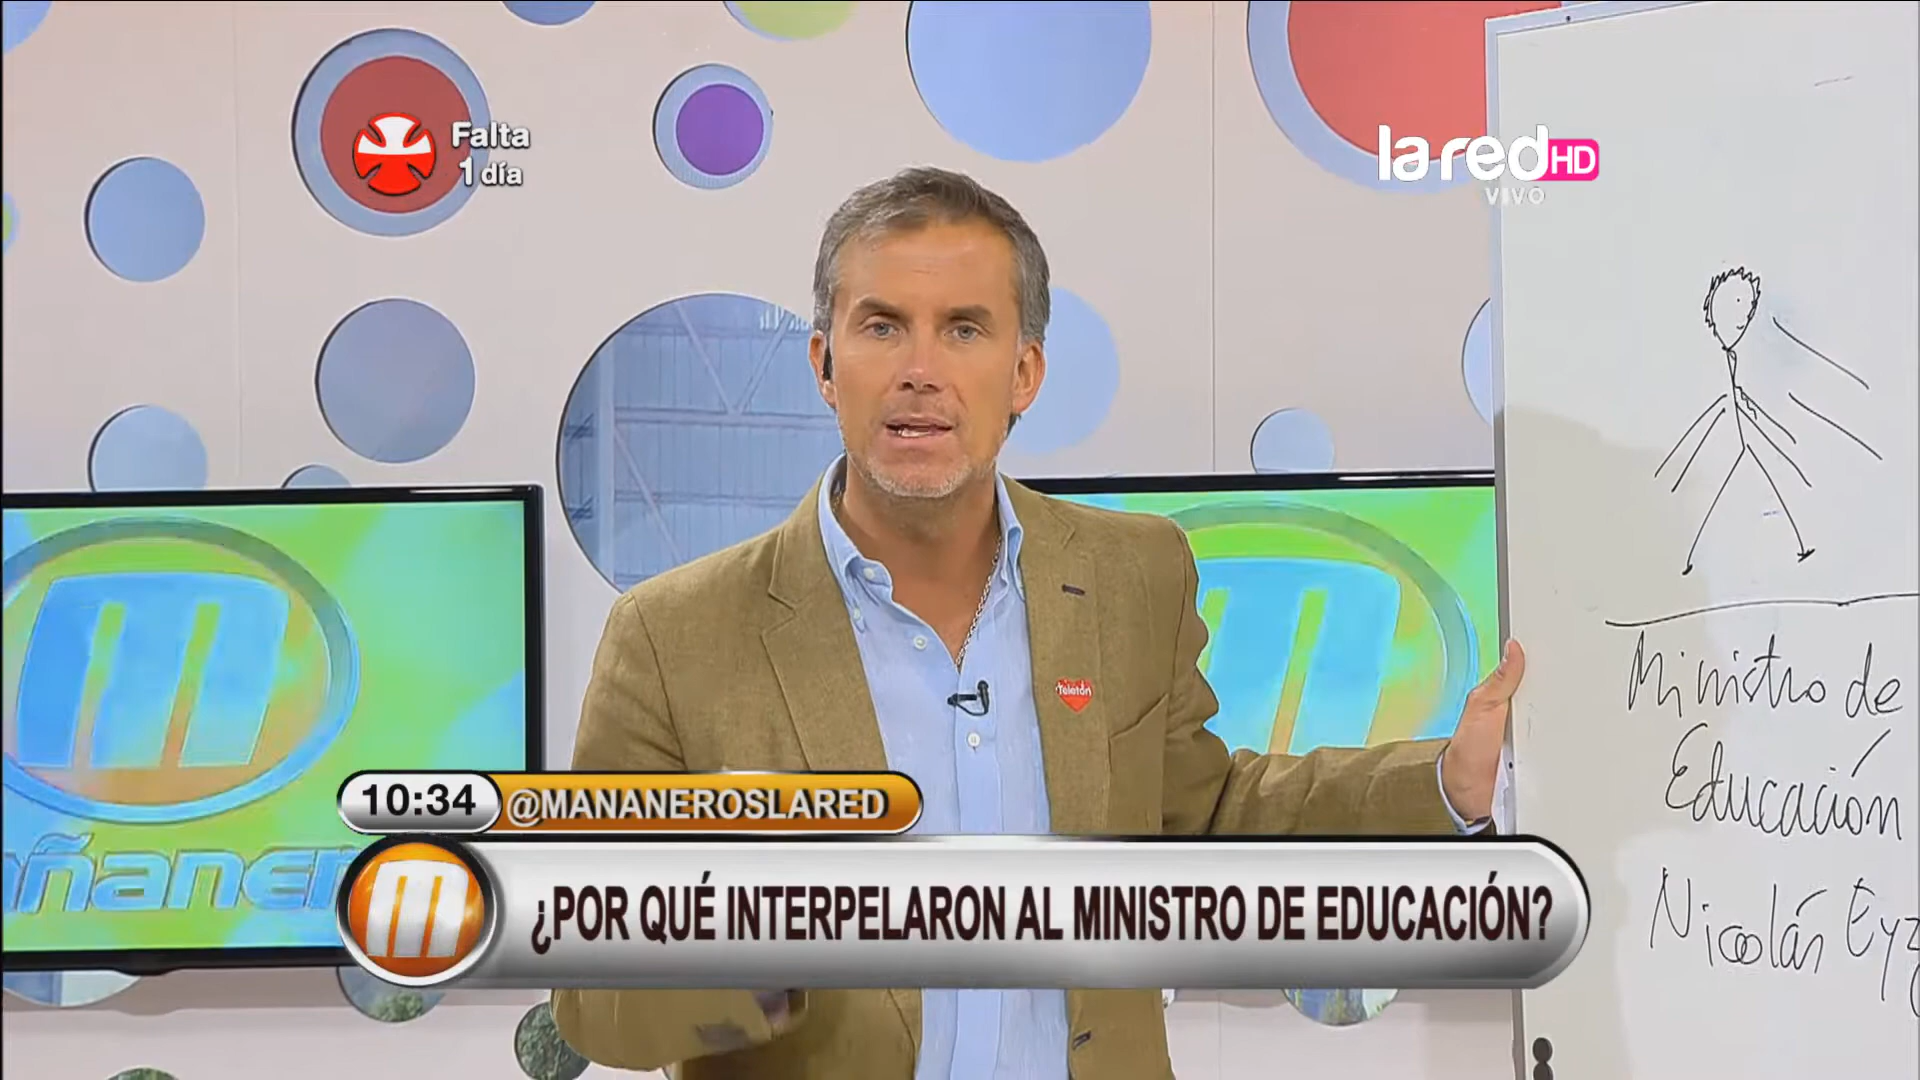 Falta
1 día
la red HD
VIVO
Teletón
Ministro de
Educación
Nicolás
10:34
@MANANEROSLARED
¿POR QUÉ INTERPELARON AL MINISTRO DE EDUCACIÓN?